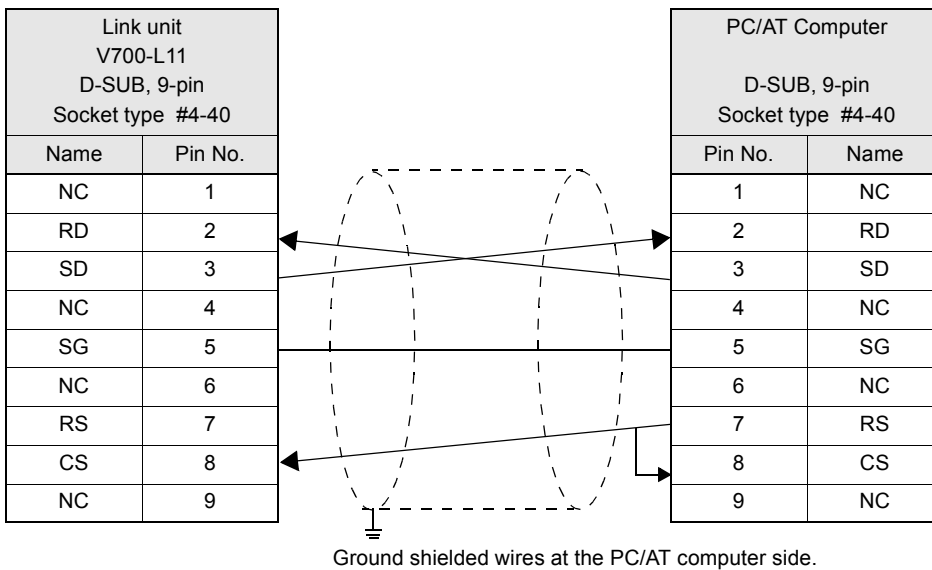 Link unit
V700-L11
D-SUB, 9-pin
Socket type #4-40
Name Pin No.
NC 1
RD 2
SD 3
NC 4
SG 5
NC 6
RS 7
CS 8
NC 9
PC/AT Computer
D-SUB, 9-pin
Socket type #4-40
Pin No. Name
1 NC
2 RD
3 SD
4 NC
5 SG
6 NC
7 RS
8 CS
9 NC
Ground shielded wires at the PC/AT computer side.